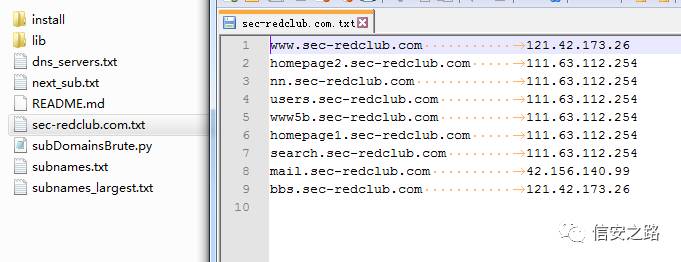 install
lib
dns_servers.txt
next_sub.txt
README.md
sec-redclub.com.txt
subDomainsBrute.py
subnames.txt
subnames_largest.txt
sec-redclub.com.txt
1 www.sec-redclub.com 121.42.173.26
2 homepage2.sec-redclub.com 111.63.112.254
3 nn.sec-redclub.com 111.63.112.254
4 users.sec-redclub.com 111.63.112.254
5 www5b.sec-redclub.com 111.63.112.254
6 homepage1.sec-redclub.com 111.63.112.254
7 search.sec-redclub.com 111.63.112.254
8 mail.sec-redclub.com 42.156.140.99
9 bbs.sec-redclub.com 121.42.173.26
10
信安之路